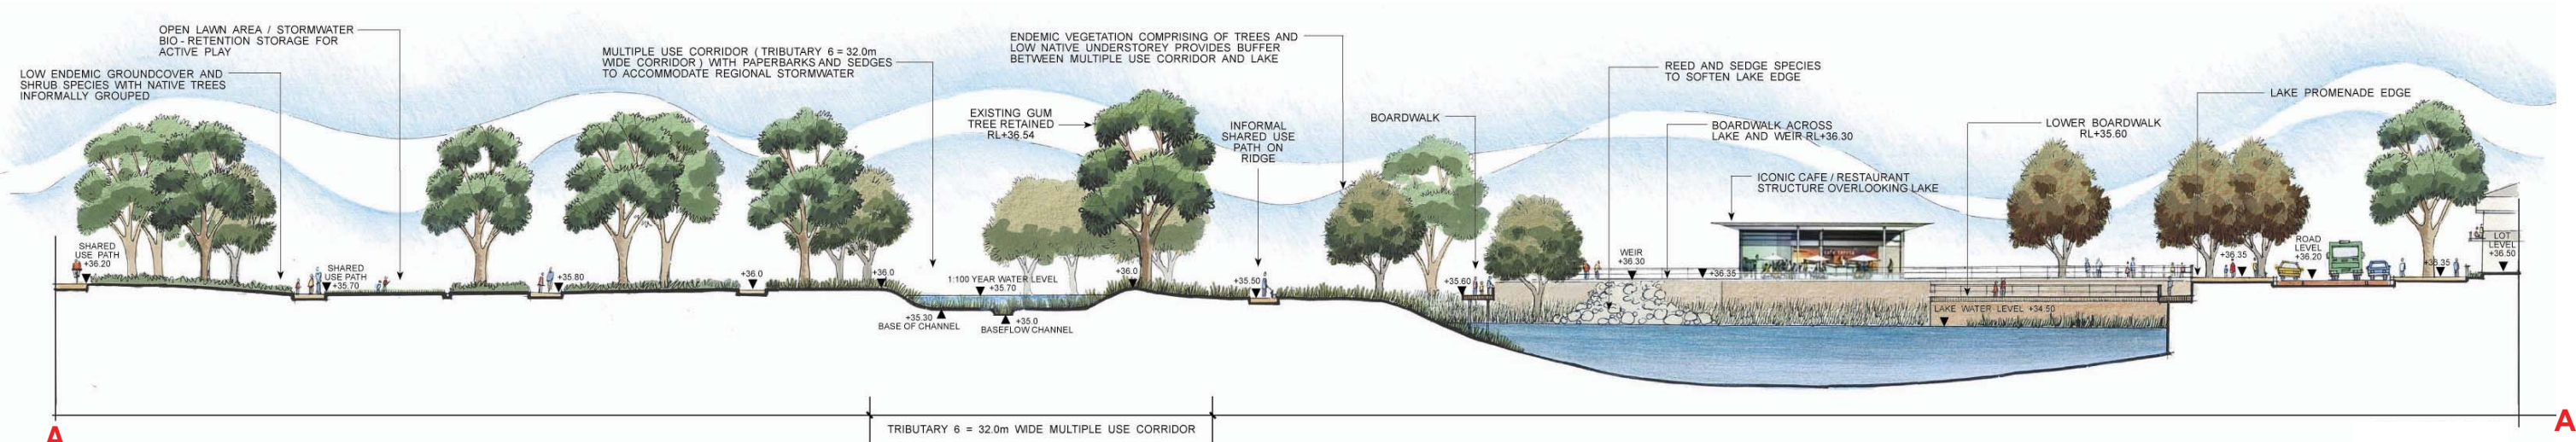 OPEN LAWN AREA / STORMWATER
BIO - RETENTION STORAGE FOR
ACTIVE PLAY
LOW ENDEMIC GROUNDCOVER AND
SHRUB SPECIES WITH NATIVE TREES
INFORMALLY GROUPED
MULTIPLE USE CORRIDOR ( TRIBUTARY 6 = 32.0m
WIDE CORRIDOR ) WITH PAPERBARKS AND SEDGES
TO ACCOMMODATE REGIONAL STORMWATER
EXISTING GUM
TREE RETAINED
RL+36.54
ENDEMIC VEGETATION COMPRISING OF TREES AND
LOW NATIVE UNDERSTOREY PROVIDES BUFFER
BETWEEN MULTIPLE USE CORRIDOR AND LAKE
INFORMAL
SHARED USE
PATH ON
RIDGE
BOARDWALK
REED AND SEDGE SPECIES
TO SOFTEN LAKE EDGE
BOARDWALK ACROSS
LAKE AND WEIR RL+36.30
ICONIC CAFE / RESTAURANT
STRUCTURE OVERLOOKING LAKE
LOWER BOARDWALK
RL+35.60
LAKE PROMENADE EDGE
SHARED
USE PATH
+36.20
SHARED
USE PATH
+35.70
+35.80
+36.0
+36.0
1:100 YEAR WATER LEVEL
+35.70
+35.30
BASE OF CHANNEL
+35.0
BASEFLOW CHANNEL
+36.0
+35.50
+35.60
WEIR
+36.30
+36.35
LAKE WATER LEVEL +34.50
+36.35
ROAD
LEVEL
+36.20
+36.35
LOT
LEVEL
+36.50
TRIBUTARY 6 = 32.0m WIDE MULTIPLE USE CORRIDOR
A
A